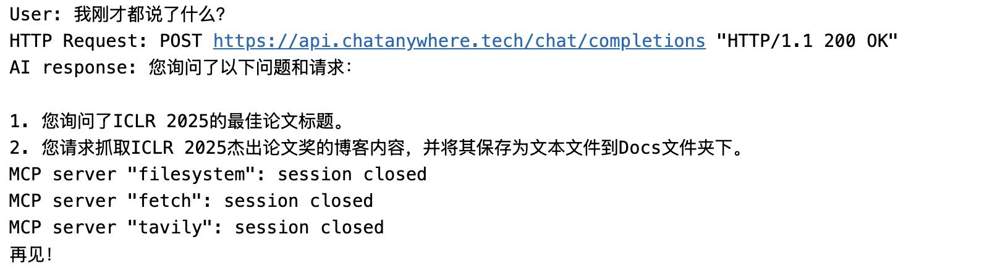 User: 我刚才都说了什么？
HTTP Request: POST https://api.chatanywhere.tech/chat/completions "HTTP/1.1 200 OK"
AI response: 您询问了以下问题和请求：
1. 您询问了ICLR 2025的最佳论文标题。
2. 您请求抓取ICLR 2025杰出论文奖的博客内容，并将其保存为文本文件到Docs文件夹下。
MCP server "filesystem": session closed
MCP server "fetch": session closed
MCP server "tavily": session closed
再见！